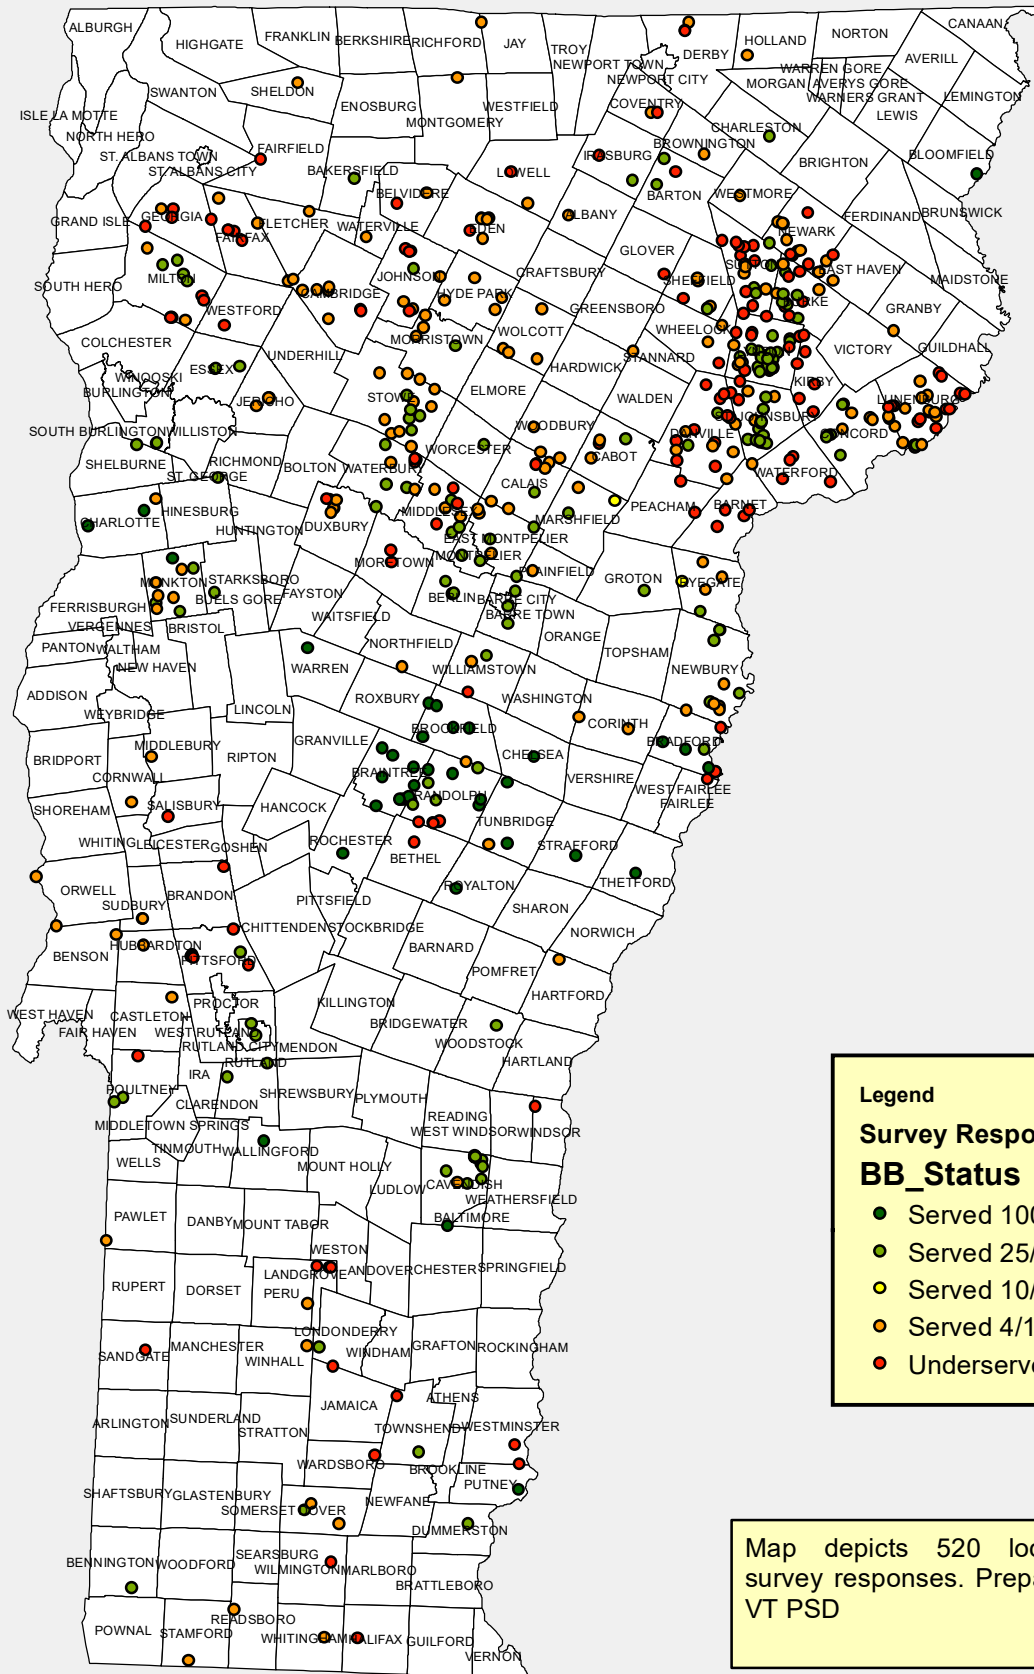 ALBURGH
HIGHGATE
FRANKLIN
BERKSHIRE
RICHFORD
JAY
TROY
NEWPORT TOWN
NEWPORT CITY
DERBY
HOLLAND
NORTON
CANAAN
AVERILL
WARREN GORE
MORGAN
AVERYS GORE
WARNERS GRANT
LEMINGTON
LEWIS
SWANTON
SHELDON
ENOSBURG
MONTGOMERY
WESTFIELD
COVENTRY
CHARLESTON
BROWNINGTON
BRIGHTON
BLOOMFIELD
ISLE LA MOTTE
NORTH HERO
ST. ALBANS TOWN
ST. ALBANS CITY
FAIRFIELD
BAKERSFIELD
BELVIDERE
LOWELL
IRASBURG
BARTON
WESTMORE
FERDINAND
BRUNSWICK
GRAND ISLE
GEORGIA
FAIRFAX
FLETCHER
WATERVILLE
EDEN
ALBANY
GLOVER
NEWARK
EAST HAVEN
MAIDSTONE
SOUTH HERO
MILTON
WESTFORD
CAMBRIDGE
JOHNSON
HYDE PARK
CRAFTSBURY
GREENSBORO
SHEFFIELD
SUTTON
BURKE
GRANBY
GUILDHALL
COLCHESTER
WINOOSKI
BURLINGTON
ESSEX
UNDERHILL
JERICHO
MORRISTOWN
WOLCOTT
HARDWICK
STANNARD
WHEELOCK
LYNDON
VICTORY
KIRBY
LUNENBURG
STOWE
ELMORE
WALDEN
SOUTH BURLINGTON
WILLISTON
SHELBURNE
ST. GEORGE
RICHMOND
BOLTON
WATERBURY
WORCESTER
WOODBURY
CABOT
DANVILLE
ST. JOHNSBURY
CONCORD
WATERFORD
CHARLOTTE
HINESBURG
HUNTINGTON
DUXBURY
MIDDLESEX
CALAIS
MARSHFIELD
PEACHAM
BARNET
EAST MONTPELIER
MONTPELIER
MORETOWN
PLAINFIELD
GROTON
RYEGATE
MONKTON
STARKSBORO
BUELS GORE
FAYSTON
BERLIN
BARRE CITY
BARRE TOWN
FERRISBURGH
VERGENNES
BRISTOL
WAITSFIELD
NORTHFIELD
ORANGE
TOPSHAM
PANTON
WALTHAM
NEW HAVEN
WARREN
WILLIAMSTOWN
NEWBURY
ADDISON
WEYBRIDGE
LINCOLN
ROXBURY
WASHINGTON
CORINTH
BRIDPORT
MIDDLEBURY
CORNWALL
RIPTON
GRANVILLE
BROOKFIELD
CHELSEA
BRADFORD
BRAINTREE
RANDOLPH
VERSHIRE
WEST FAIRLEE
FAIRLEE
SHOREHAM
SALISBURY
HANCOCK
TUNBRIDGE
WHITING
LEICESTER
GOSHEN
ROCHESTER
BETHEL
STRAFFORD
THETFORD
ORWELL
SUDBURY
BRANDON
PITTSFIELD
ROYALTON
SHARON
NORWICH
BENSON
HUBBARDTON
PITTSFORD
CHITTENDEN
STOCKBRIDGE
BARNARD
POMFRET
HARTFORD
WEST HAVEN
FAIR HAVEN
CASTLETON
PROCTOR
WEST RUTLAND
RUTLAND CITY
RUTLAND
MENDON
KILLINGTON
BRIDGEWATER
WOODSTOCK
HARTLAND
POULTNEY
IRA
CLARENDON
SHREWSBURY
PLYMOUTH
READING
WEST WINDSOR
WINDSOR
MIDDLETOWN SPRINGS
TINMOUTH
WALLINGFORD
WELLS
MOUNT HOLLY
LUDLOW
CAVENDISH
WEATHERSFIELD
BALTIMORE
PAWLET
DANBY
MOUNT TABOR
WESTON
ANDOVER
CHESTER
SPRINGFIELD
LANDGROVE
PERU
RUPERT
DORSET
LONDONDERRY
WINDHAM
GRAFTON
ROCKINGHAM
SANDGATE
MANCHESTER
WINHALL
JAMAICA
ATHENS
ARLINGTON
SUNDERLAND
STRATTON
TOWNSHEND
WESTMINSTER
WARDSBORO
BROOKLINE
PUTNEY
SHAFTSBURY
GLASTENBURY
SOMERSET
DOVER
NEWFANE
DUMMERSTON
BENNINGTON
WOODFORD
SEARSBURG
WILMINGTON
MARLBORO
BRATTLEBORO
POWNAL
STAMFORD
READSBORO
WHITINGHAM
HALIFAX
GUILFORD
VERNON
Legend
Survey Respo
BB_Status
Served 100
Served 25/
Served 10/
Served 4/1
Underserve
Map depicts 520 loc
survey responses. Prepa
VT PSD